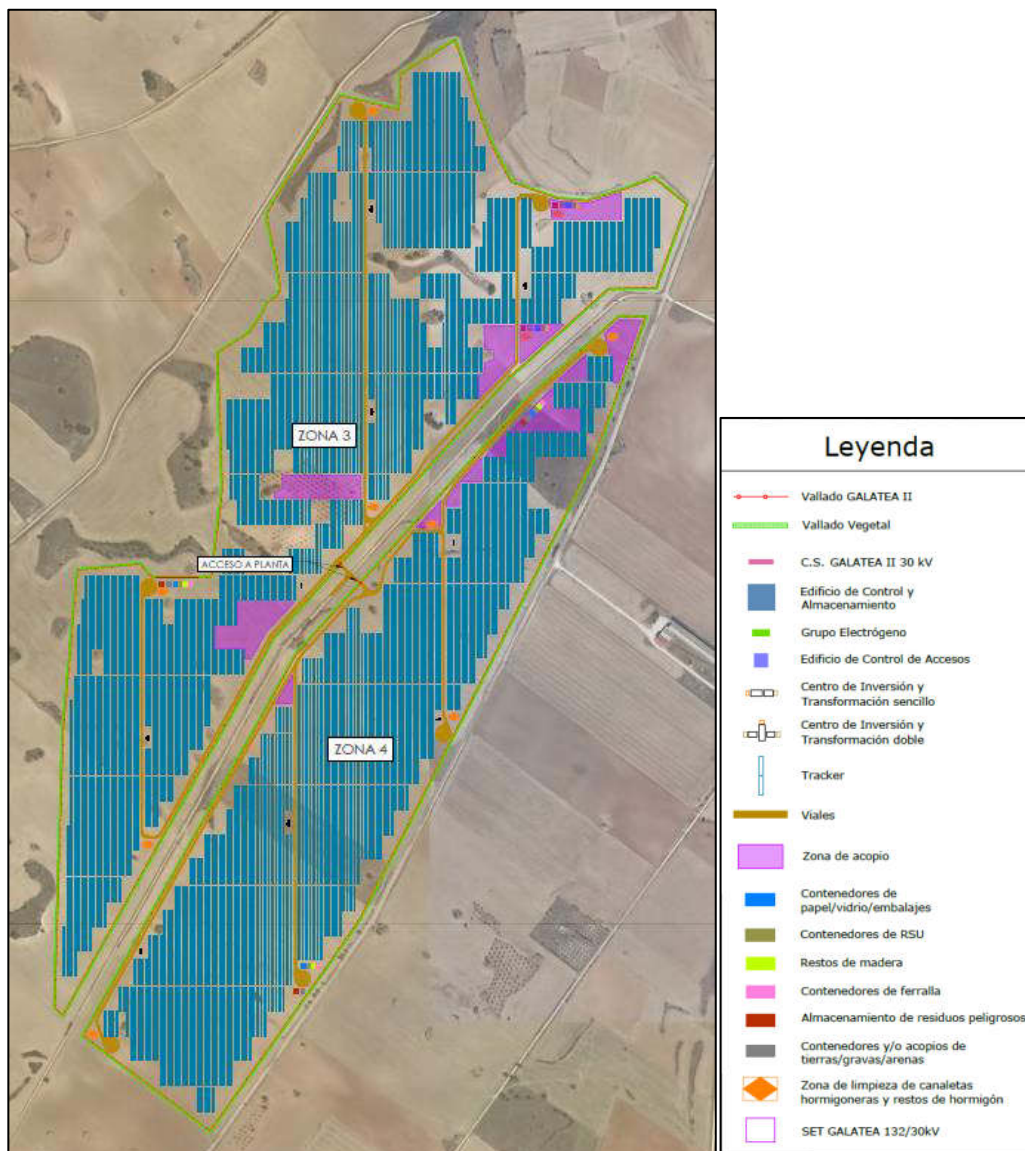 ZONA 3
ACCESO A PLANTA
ZONA 4
Leyenda
Vallado GALATEA II
Vallado Vegetal
C.S. GALATEA II 30 kV
Edificio de Control y
Almacenamiento
Grupo Electrógeno
Edificio de Control de Accesos
Centro de Inversión y
Transformación sencillo
Centro de Inversión y
Transformación doble
Tracker
Viales
Zona de acopio
Contenedores de
papel/vidrio/embalajes
Contenedores de RSU
Restos de madera
Contenedores de ferralla
Almacenamiento de residuos peligrosos
Contenedores y/o acopios de
tierras/gravas/arenas
Zona de limpieza de canaletas
hormigoneras y restos de hormigón
SET GALATEA 132/30kV